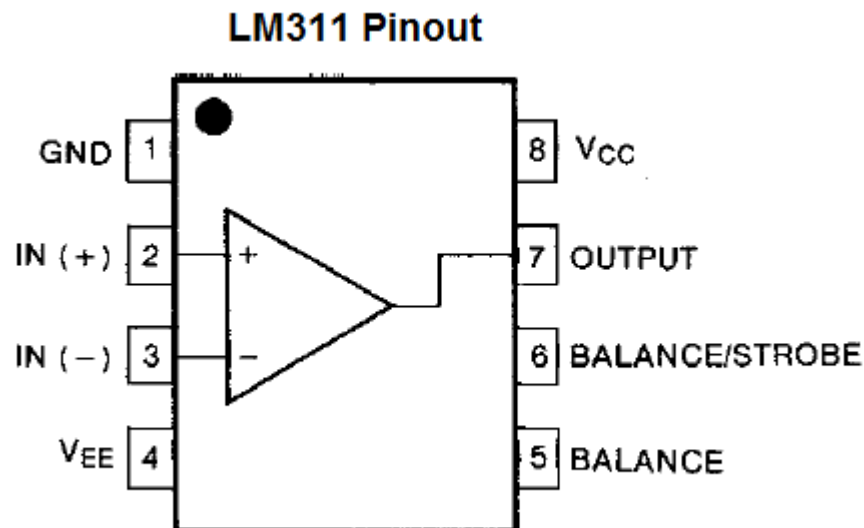 LM311 Pinout
GND 1
8 VCC
IN (+) 2
+
7 OUTPUT
IN (−) 3
−
6 BALANCE/STROBE
VEE 4
5 BALANCE